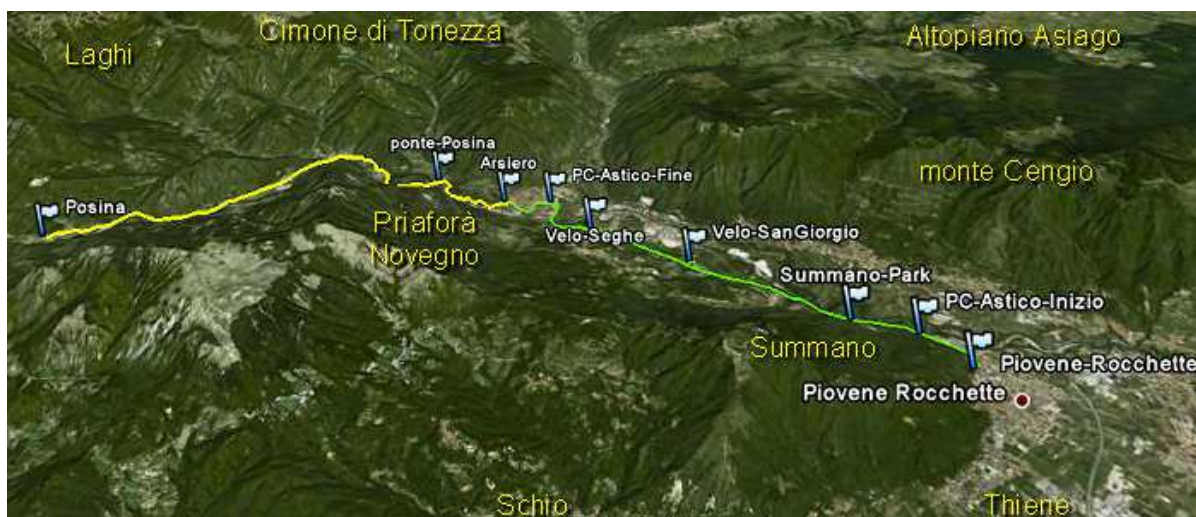 Laghi
Cimone di Tonezza
Altopiano Asiago
ponte-Posina
Arsiero
PC-Astico-Fine
monte Cengio
Posina
Priaforà
Novegno
Velo-Seghe
Velo-SanGiorgio
Summano-Park
PC-Astico-Inizio
Summano
Piovene-Rocchette
Piovene Rocchette
Schio
Thiene